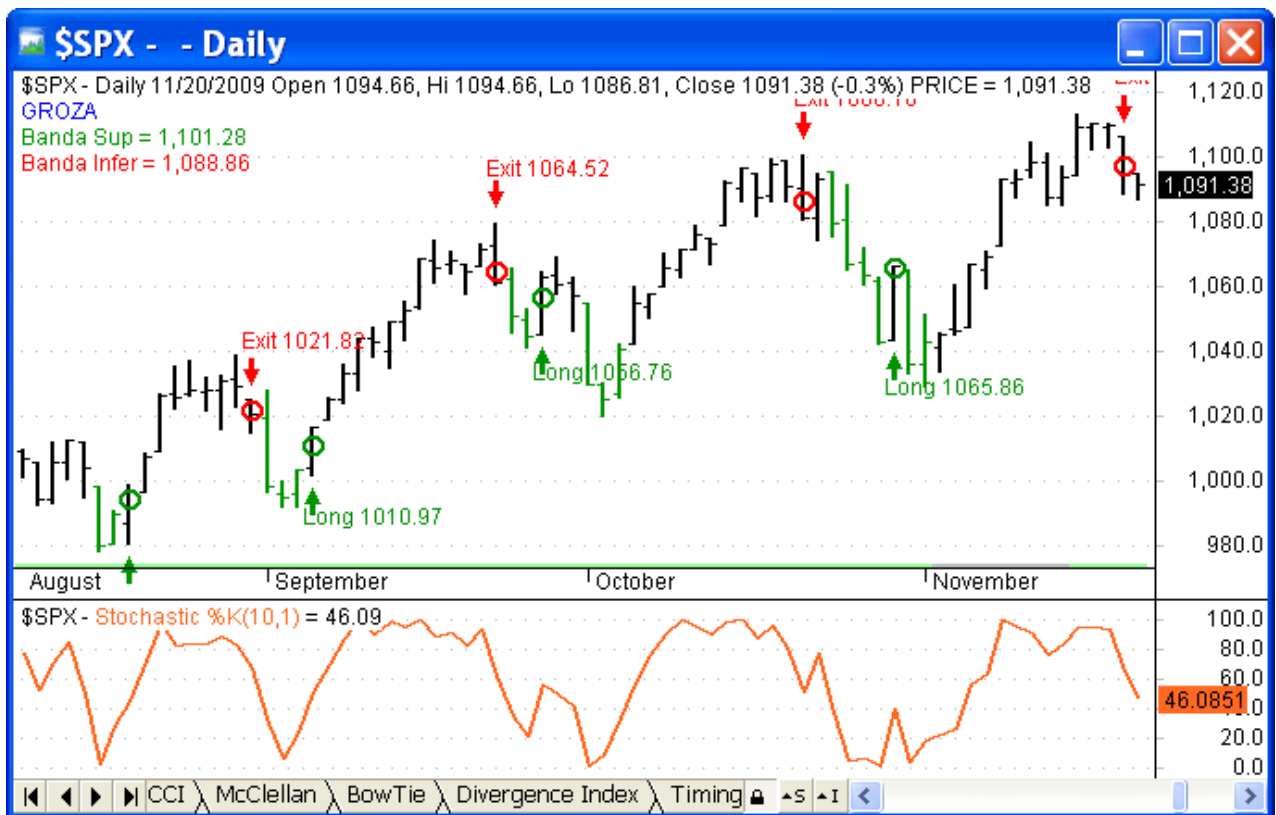 $SPX - - Daily
$SPX - Daily 11/20/2009 Open 1094.66, Hi 1094.66, Lo 1086.81, Close 1091.38 (-0.3%) PRICE = 1,091.38
GROZA
Banda Sup = 1,101.28
Banda Infer = 1,088.86
Exit 1064.52
Exit 1021.82
Long 1056.76
Long 1065.86
Long 1010.97
1,120.0
1,100.0
1,091.38
1,080.0
1,060.0
1,040.0
1,020.0
1,000.0
980.0
August September October November
$SPX - Stochastic %K(10,1) = 46.09
100.0
80.0
60.0
46.0851
20.0
0.0
CCI McClellan BowTie Divergence Index Timing S I